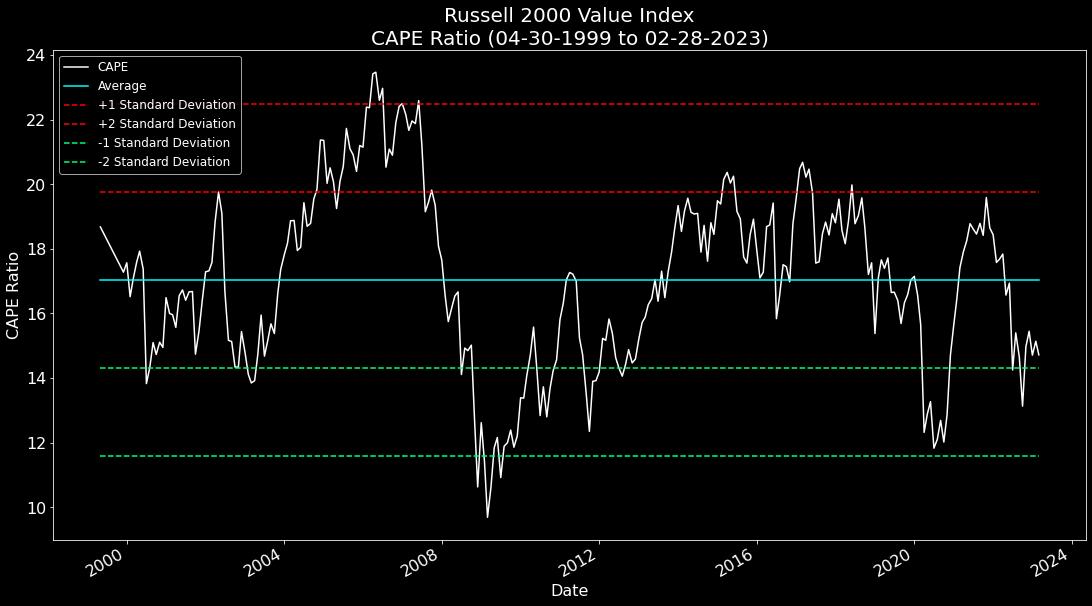 Russell 2000 Value Index
CAPE Ratio (04-30-1999 to 02-28-2023)
CAPE
Average
+1 Standard Deviation
+2 Standard Deviation
-1 Standard Deviation
-2 Standard Deviation
24
22
20
18
16
14
12
10
CAPE Ratio
2000
2004
2008
2012
2016
2020
2024
Date